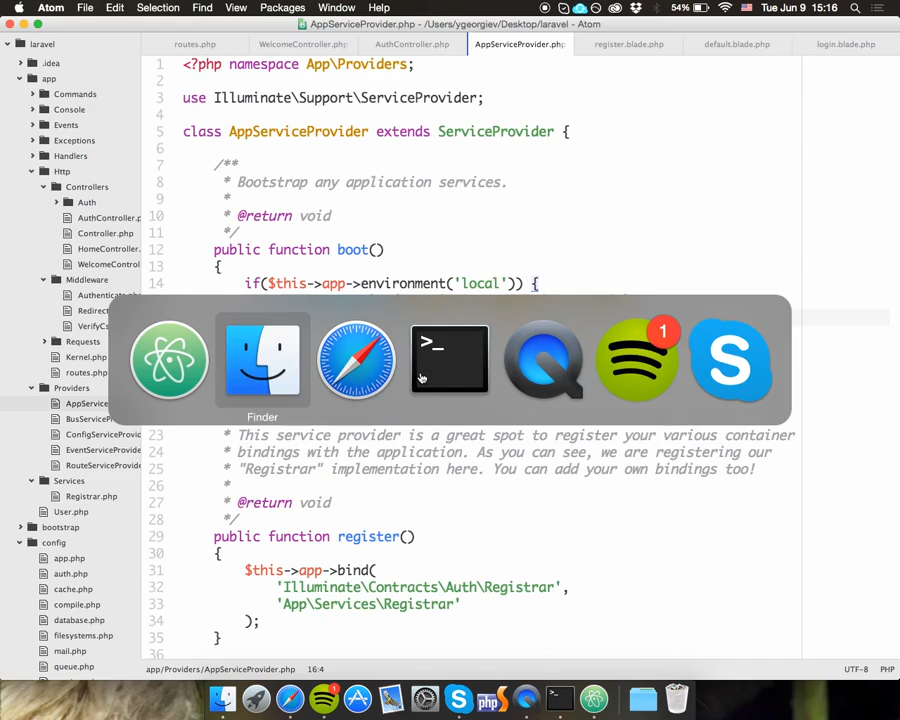 Atom File Edit Selection Find View Packages Window Help 54% Tue Jun 9 15:16
AppServiceProvider.php - /Users/ygeorgiev/Desktop/laravel - Atom
laravel
.idea
app
Commands
Console
Events
Exceptions
Handlers
Http
Controllers
Auth
AuthController.p
Controller.php
HomeController.
WelcomeControl
Middleware
Authenticate.
Redirec
VerifyCs
Requests
Kernel.php
routes.php
Providers
AppService
BusServiceP
ConfigServiceProvid
EventServiceProvide
RouteServiceProvide
Services
Registrar.php
User.php
bootstrap
config
app.php
auth.php
cache.php
compile.php
database.php
filesystems.php
mail.php
queue.php
routes.php WelcomeController.php AuthController.php AppServiceProvider.php register.blade.php default.blade.php login.blade.php
1 <?php namespace App\Providers;
2
3 use Illuminate\Support\ServiceProvider;
4
5 class AppServiceProvider extends ServiceProvider {
6
7 /**
8 * Bootstrap any application services.
9 *
10 * @return void
11 */
12 public function boot()
13 {
14 if($this->app->environment('local')) {
>_
1
Finder
23 * This service provider is a great spot to register your various container
24 * bindings with the application. As you can see, we are registering our
25 * "Registrar" implementation here. You can add your own bindings too!
26 *
27 * @return void
28 */
29 public function register()
30 {
31 $this->app->bind(
32 'Illuminate\Contracts\Auth\Registrar',
33 'App\Services\Registrar'
34 );
35 }
app/Providers/AppServiceProvider.php 16:4 UTF-8 PHP